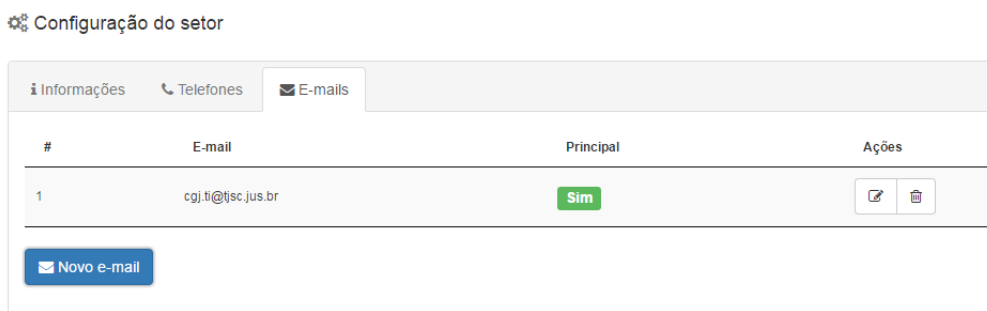 Configuração do setor
Informações Telefones E-mails
# E-mail Principal Ações
1 cgj.ti@tjsc.jus.br Sim
Novo e-mail